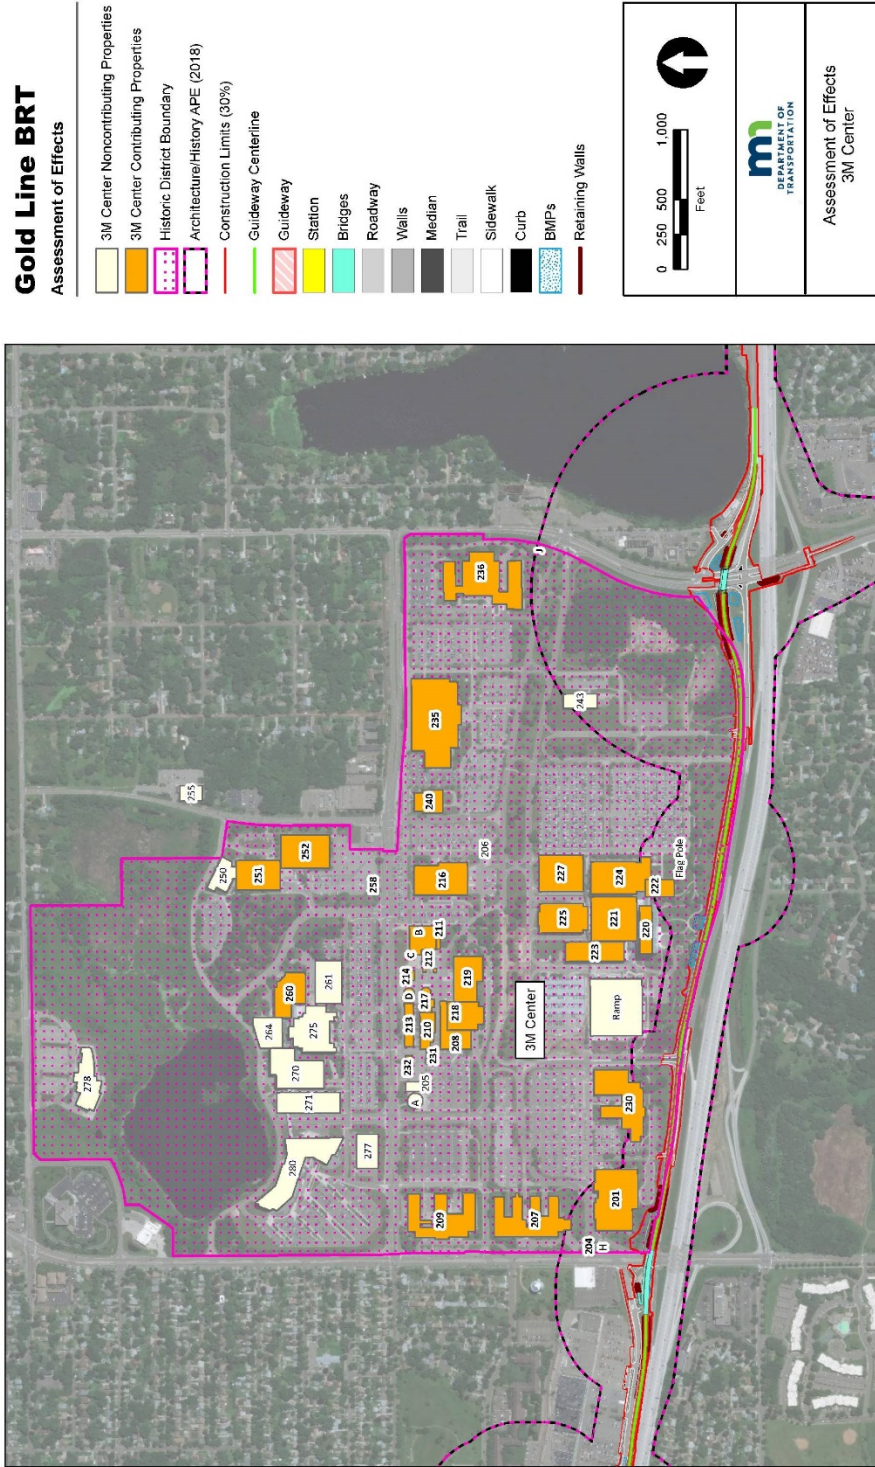 Gold Line BRT
Assessment of Effects
3M Center Noncontributing Properties
3M Center Contributing Properties
Historic District Boundary
Architecture/History APE (2018)
Construction Limits (30%)
Guideway Centerline
Guideway
Station
Bridges
Roadway
Walls
Median
Trail
Sidewalk
Curb
BMPs
Retaining Walls
0 250 500 1,000
Feet
mn
DEPARTMENT OF
TRANSPORTATION
Assessment of Effects
3M Center
278
280
277
271
270
264
275
260
261
250
251
252
255
258
209
207
204
H
201
A
205
232
231
213
210
208
D
217
218
214
C
212
219
B
211
216
206
240
235
236
J
243
3M Center
230
Ramp
223
225
227
221
220
224
222
Flag Pole